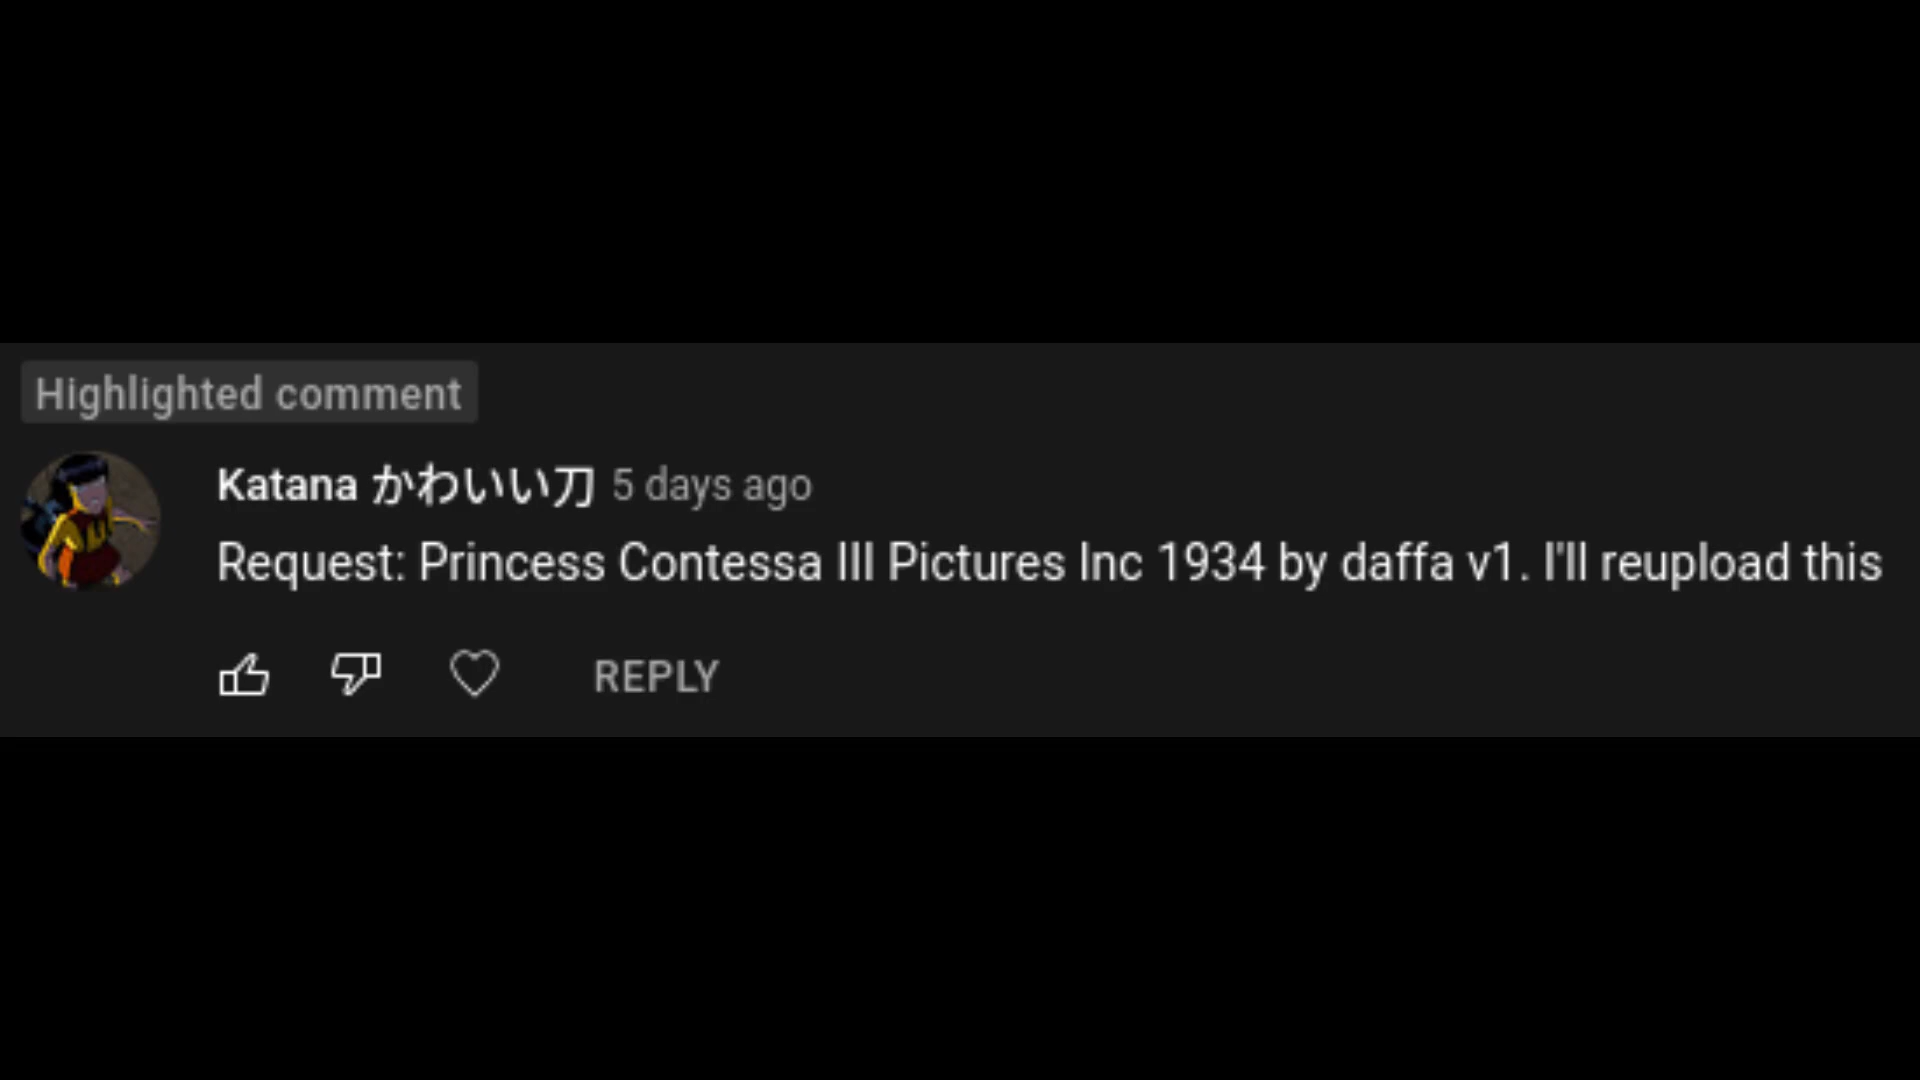 Highlighted comment
Katana かわいい刀 5 days ago
Request: Princess Contessa III Pictures Inc 1934 by daffa v1. I'll reupload this
REPLY